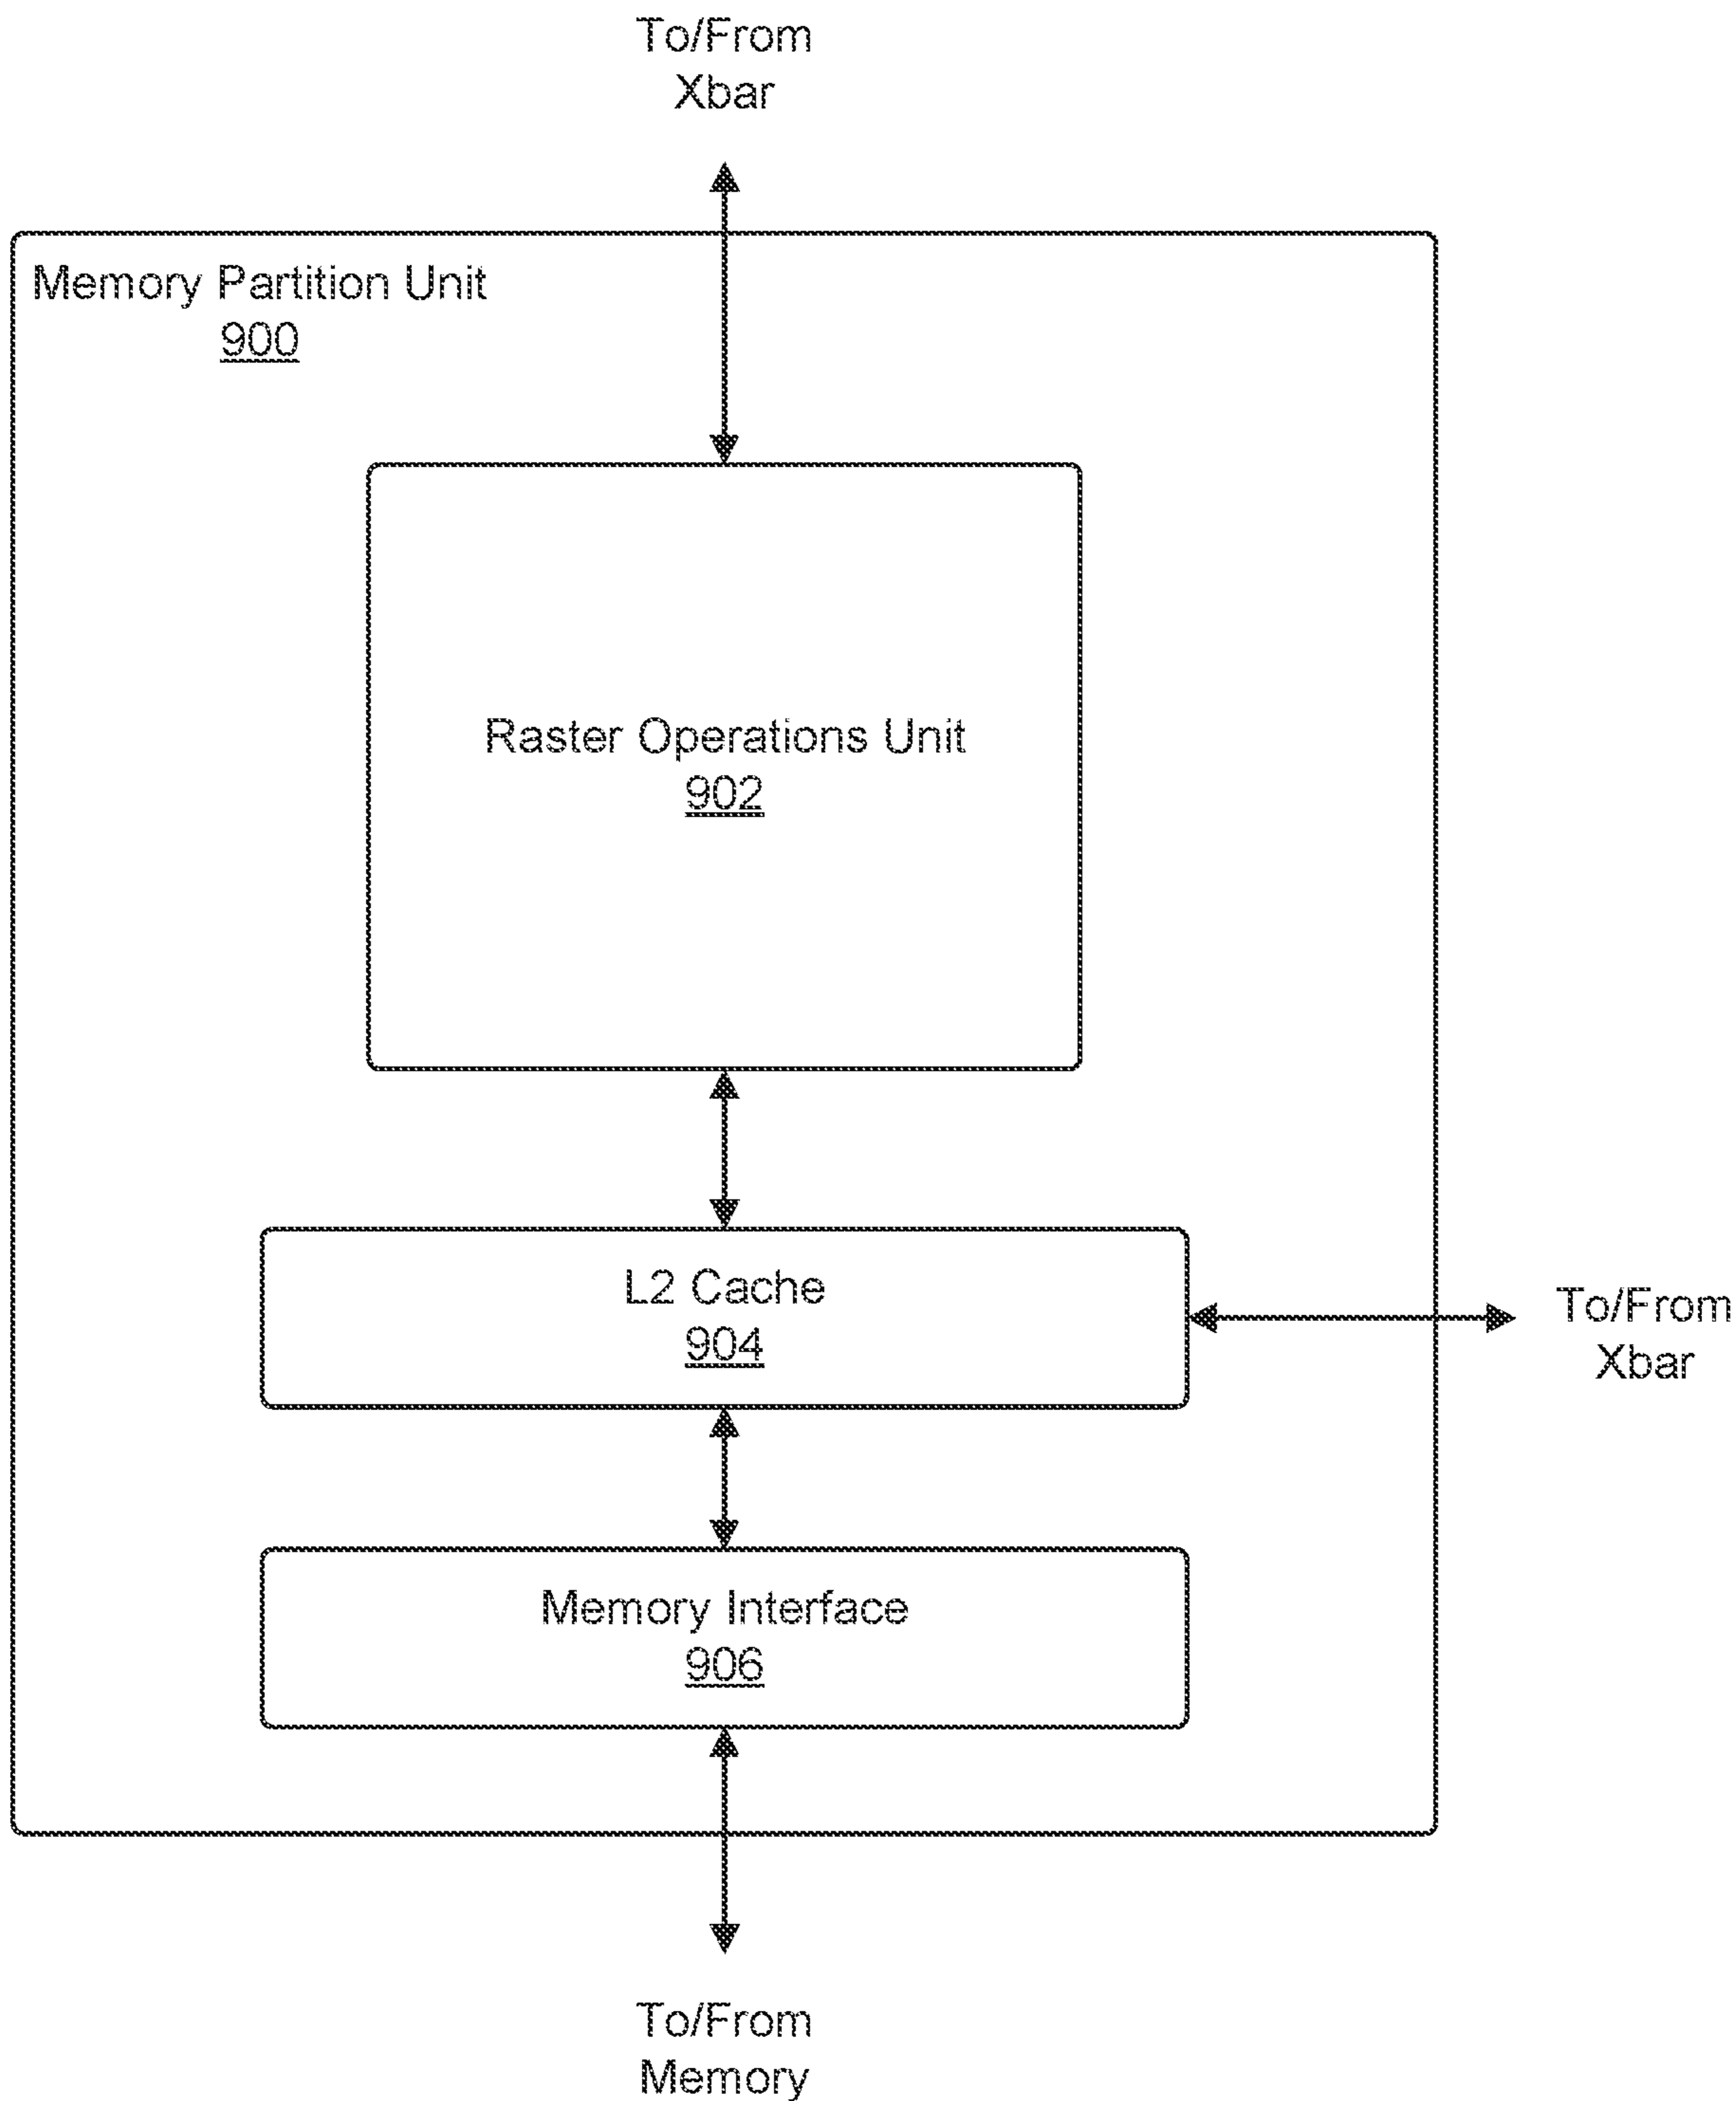 To/From
Xbar
Memory Partition Unit
900
Raster Operations Unit
902
L2 Cache
904
To/From
Xbar
Memory Interface
906
To/From
Memory